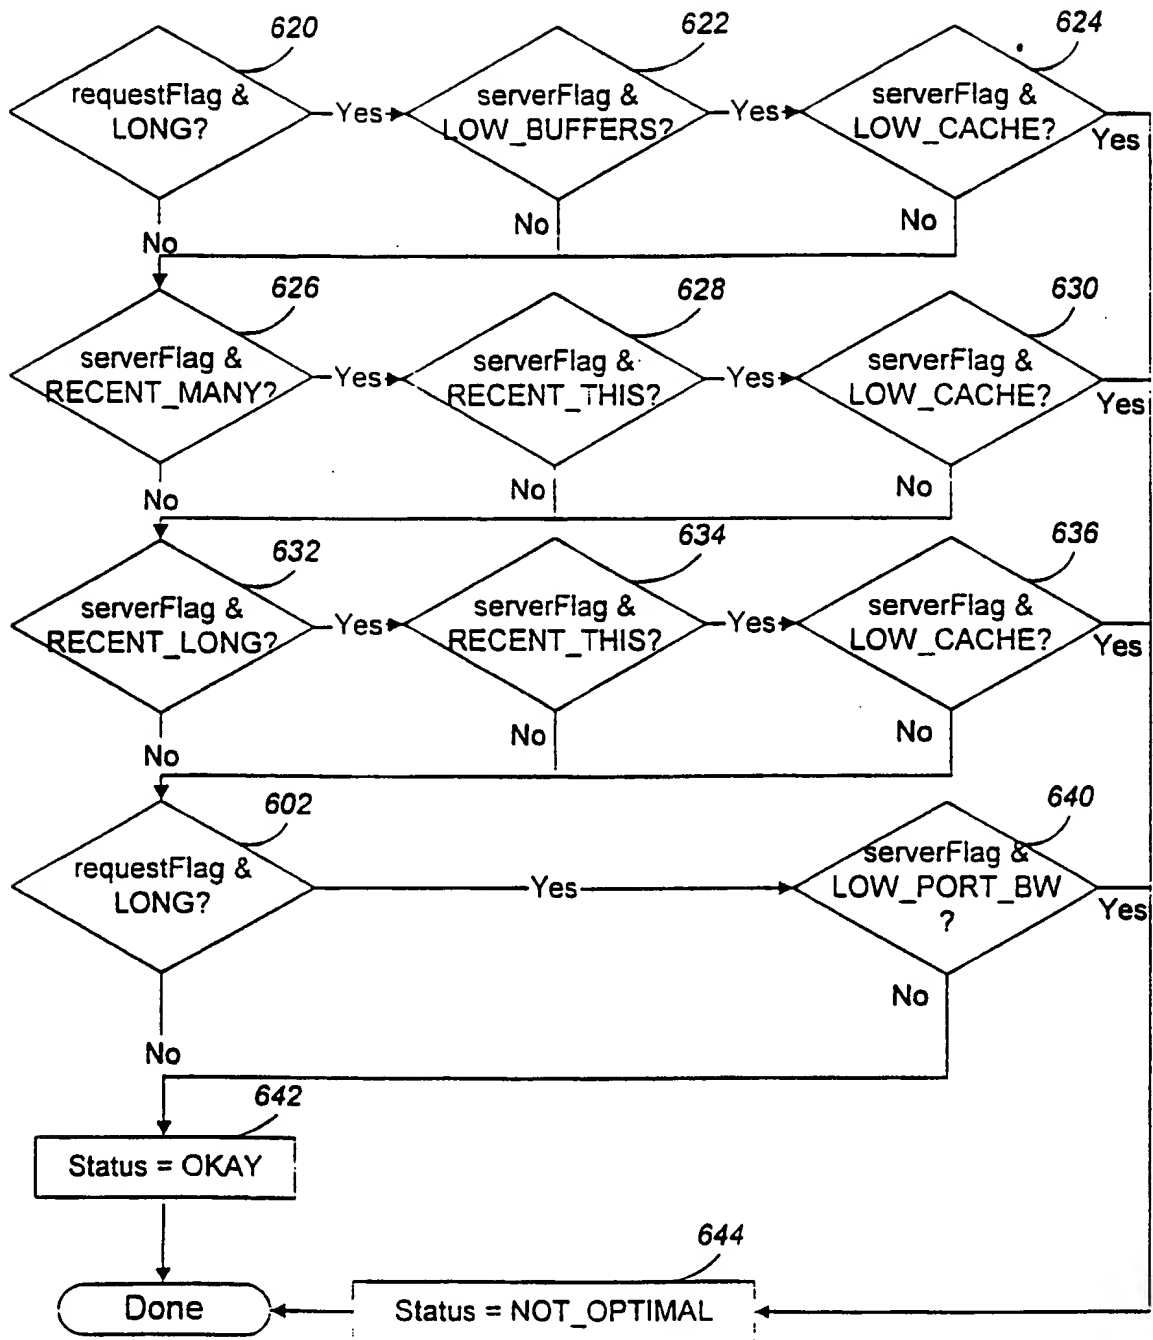 620
622
624
requestFlag &
LONG?
Yes
serverFlag &
LOW_BUFFERS?
Yes
serverFlag &
LOW_CACHE?
Yes
No
No
No
626
628
630
serverFlag &
RECENT_MANY?
Yes
serverFlag &
RECENT_THIS?
Yes
serverFlag &
LOW_CACHE?
Yes
No
No
No
632
634
636
serverFlag &
RECENT_LONG?
Yes
serverFlag &
RECENT_THIS?
Yes
serverFlag &
LOW_CACHE?
Yes
No
No
No
602
640
requestFlag &
LONG?
Yes
serverFlag &
LOW_PORT_BW
?
Yes
No
No
642
Status = OKAY
644
Done
Status = NOT_OPTIMAL